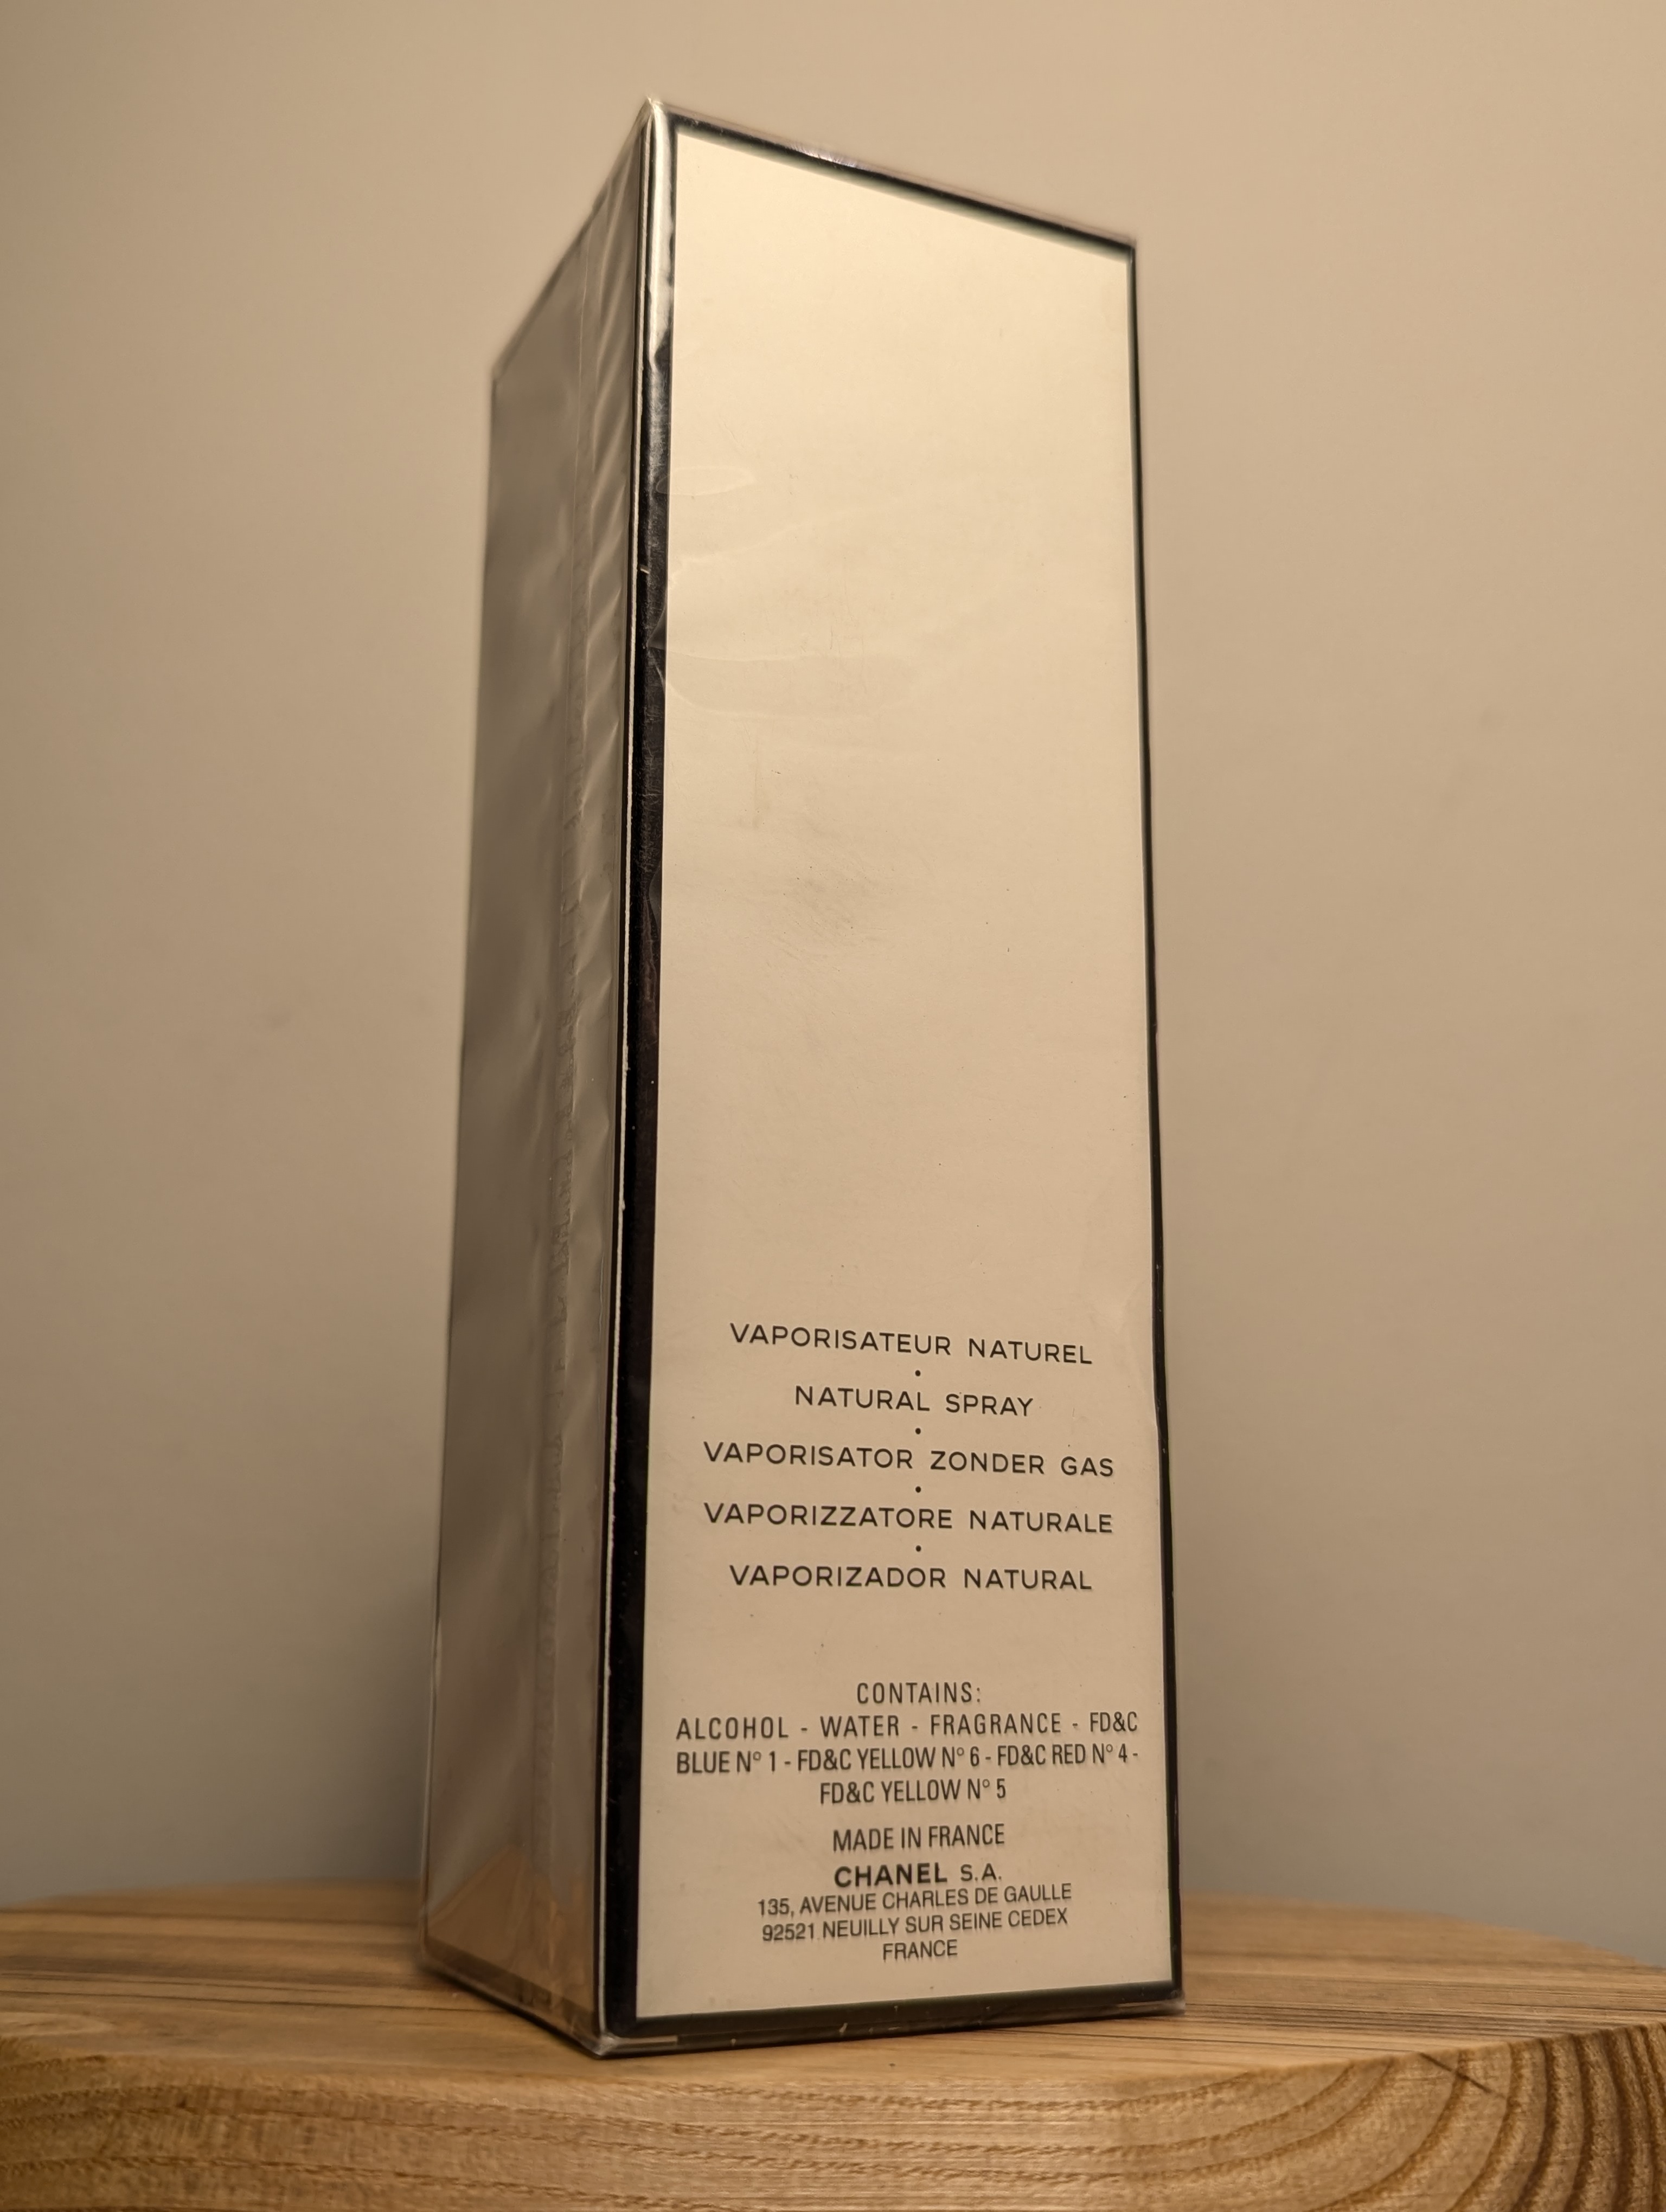 VAPORISATEUR NATUREL
•
NATURAL SPRAY
•
VAPORISATOR ZONDER GAS
•
VAPORIZZATORE NATURALE
•
VAPORIZADOR NATURAL
CONTAINS:
ALCOHOL - WATER - FRAGRANCE - FD&C
BLUE N° 1 - FD&C YELLOW N° 6 - FD&C RED N° 4 -
FD&C YELLOW N° 5
MADE IN FRANCE
CHANEL S.A.
135, AVENUE CHARLES DE GAULLE
92521 NEUILLY SUR SEINE CEDEX
FRANCE